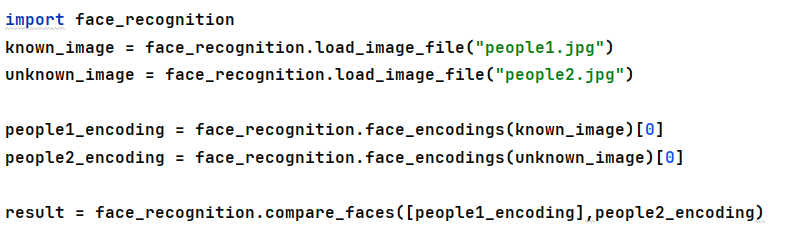 import face_recognition
known_image = face_recognition.load_image_file("people1.jpg")
unknown_image = face_recognition.load_image_file("people2.jpg")
people1_encoding = face_recognition.face_encodings(known_image)[0]
people2_encoding = face_recognition.face_encodings(unknown_image)[0]
result = face_recognition.compare_faces([people1_encoding],people2_encoding)